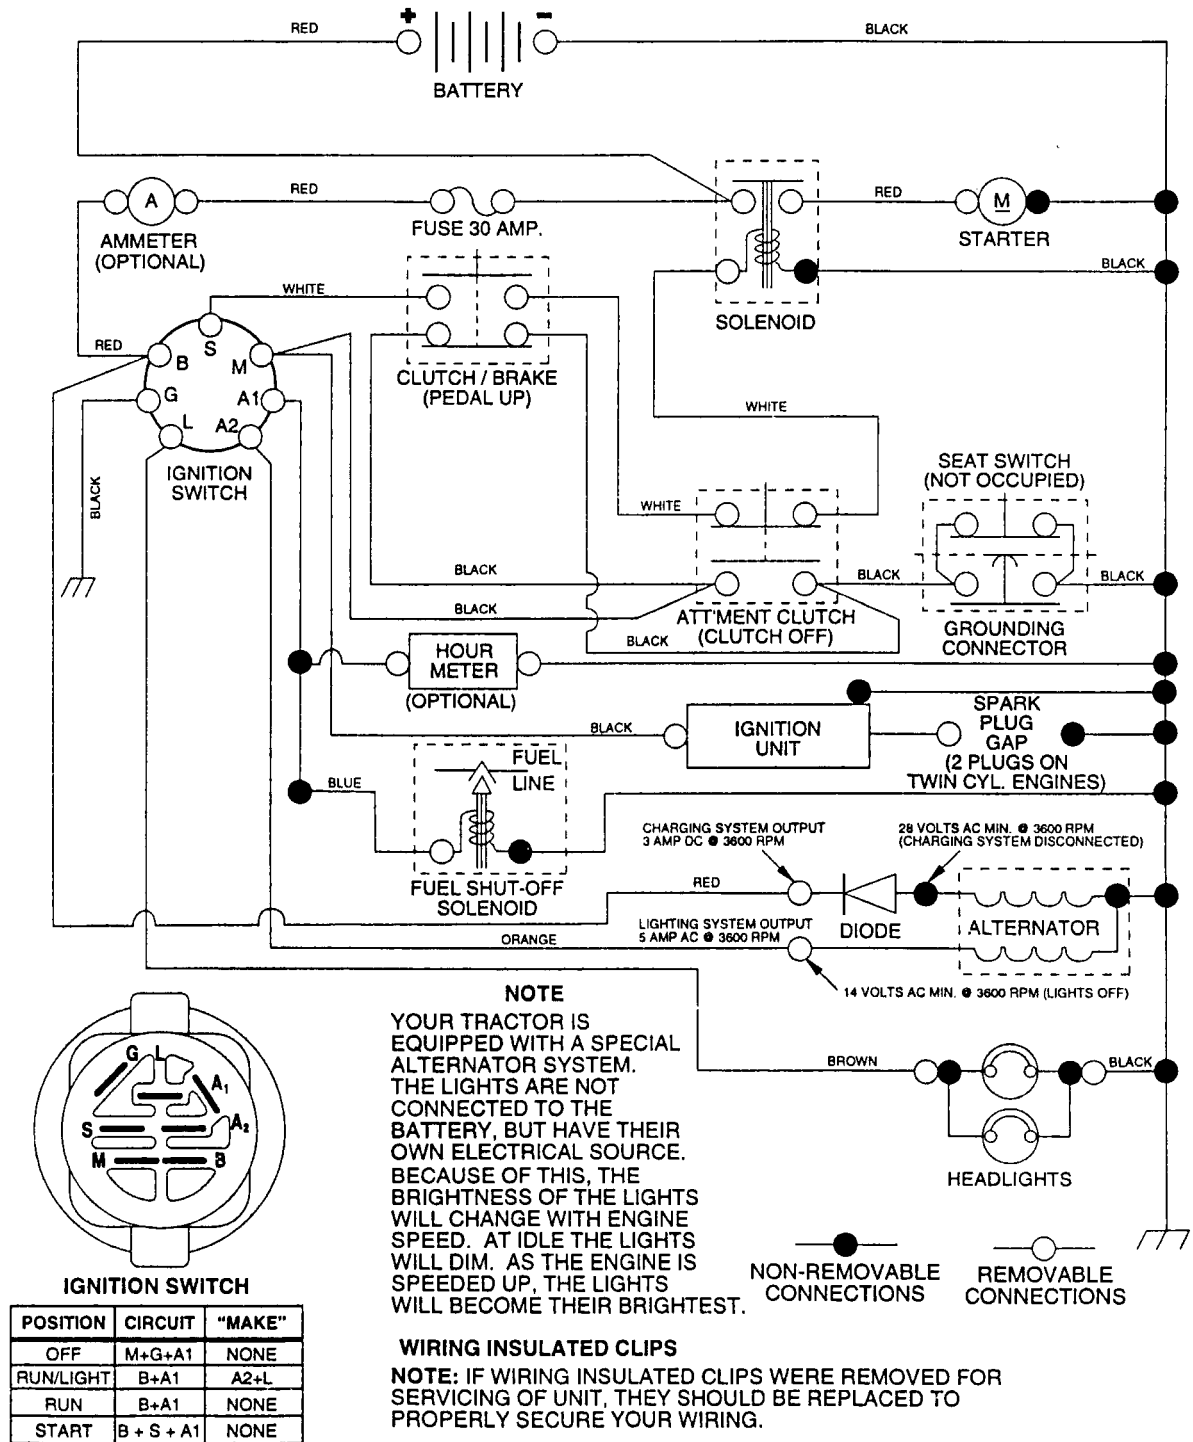 + −
RED
BLACK
BATTERY
A
RED
RED
M
AMMETER
(OPTIONAL)
FUSE 30 AMP.
STARTER
BLACK
SOLENOID
WHITE
S
RED
B
M
G
A1
L
A2
IGNITION
SWITCH
CLUTCH / BRAKE
(PEDAL UP)
WHITE
BLACK
SEAT SWITCH
(NOT OCCUPIED)
WHITE
BLACK
BLACK
BLACK
BLACK
ATT'MENT CLUTCH
(CLUTCH OFF)
BLACK
GROUNDING
CONNECTOR
HOUR
METER
(OPTIONAL)
BLACK
IGNITION
UNIT
SPARK
PLUG
GAP
(2 PLUGS ON
TWIN CYL. ENGINES)
BLUE
FUEL
LINE
FUEL SHUT-OFF
SOLENOID
CHARGING SYSTEM OUTPUT
3 AMP DC @ 3600 RPM
28 VOLTS AC MIN. @ 3600 RPM
(CHARGING SYSTEM DISCONNECTED)
RED
DIODE
ALTERNATOR
LIGHTING SYSTEM OUTPUT
5 AMP AC @ 3600 RPM
ORANGE
14 VOLTS AC MIN. @ 3600 RPM (LIGHTS OFF)
BROWN
BLACK
HEADLIGHTS
NON-REMOVABLE
CONNECTIONS
REMOVABLE
CONNECTIONS
G
L
A1
A2
S
M
B
IGNITION SWITCH
POSITION CIRCUIT "MAKE"
OFF M+G+A1 NONE
RUN/LIGHT B+A1 A2+L
RUN B+A1 NONE
START B + S + A1 NONE
NOTE
YOUR TRACTOR IS
EQUIPPED WITH A SPECIAL
ALTERNATOR SYSTEM.
THE LIGHTS ARE NOT
CONNECTED TO THE
BATTERY, BUT HAVE THEIR
OWN ELECTRICAL SOURCE.
BECAUSE OF THIS, THE
BRIGHTNESS OF THE LIGHTS
WILL CHANGE WITH ENGINE
SPEED. AT IDLE THE LIGHTS
WILL DIM. AS THE ENGINE IS
SPEEDED UP, THE LIGHTS
WILL BECOME THEIR BRIGHTEST.
WIRING INSULATED CLIPS
NOTE: IF WIRING INSULATED CLIPS WERE REMOVED FOR
SERVICING OF UNIT, THEY SHOULD BE REPLACED TO
PROPERLY SECURE YOUR WIRING.